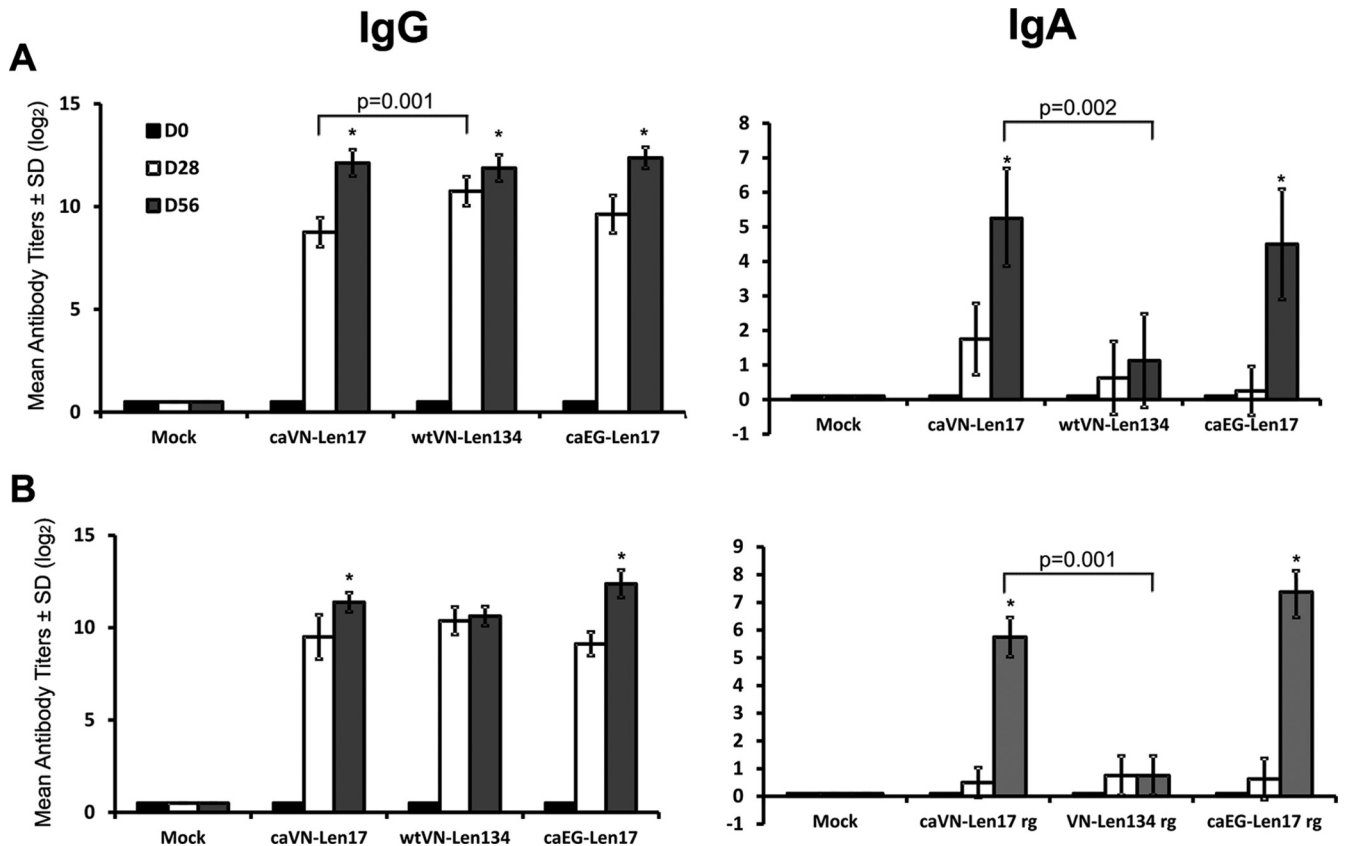 IgG
IgA
A
Mean Antibody Titers ± SD (log2)
15
10
5
0
D0
D28
D56
p=0.001
*
*
*
Mock
caVN-Len17
wtVN-Len134
caEG-Len17
8
7
6
5
4
3
2
1
0
-1
p=0.002
*
*
Mock
caVN-Len17
wtVN-Len134
caEG-Len17
B
Mean Antibody Titers ± SD (log2)
15
10
5
0
*
*
Mock
caVN-Len17
wtVN-Len134
caEG-Len17
9
8
7
6
5
4
3
2
1
0
-1
p=0.001
*
*
Mock
caVN-Len17 rg
VN-Len134 rg
caEG-Len17 rg